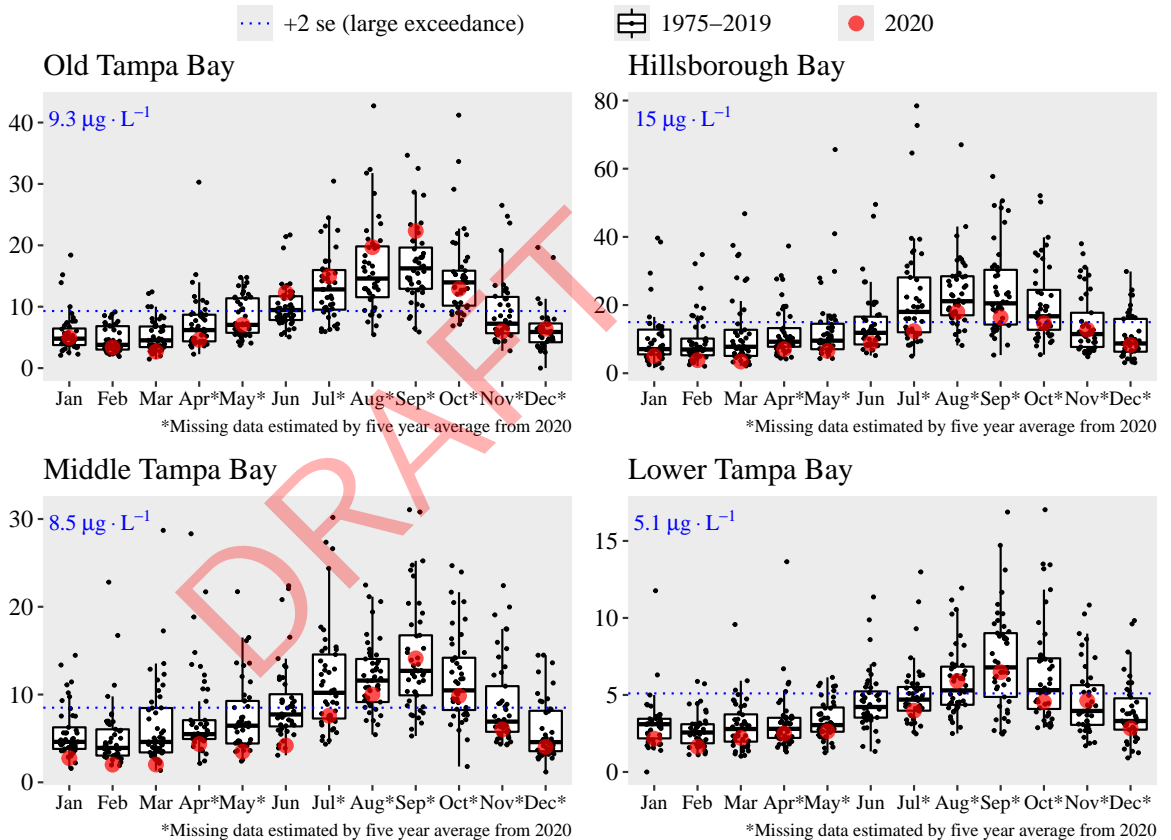 +2 se (large exceedance) 1975−2019 2020
Old Tampa Bay
9.3 μg ⋅ L−1
40
30
20
10
0
Jan Feb Mar Apr* May* Jun Jul* Aug* Sep* Oct* Nov* Dec*
*Missing data estimated by five year average from 2020
Hillsborough Bay
15 μg ⋅ L−1
80
60
40
20
0
Jan Feb Mar Apr* May* Jun Jul* Aug* Sep* Oct* Nov* Dec*
*Missing data estimated by five year average from 2020
Middle Tampa Bay
8.5 μg ⋅ L−1
30
20
10
0
Jan Feb Mar Apr* May* Jun Jul* Aug* Sep* Oct* Nov* Dec*
*Missing data estimated by five year average from 2020
Lower Tampa Bay
5.1 μg ⋅ L−1
15
10
5
0
Jan Feb Mar Apr* May* Jun Jul* Aug* Sep* Oct* Nov* Dec*
*Missing data estimated by five year average from 2020
DRAFT